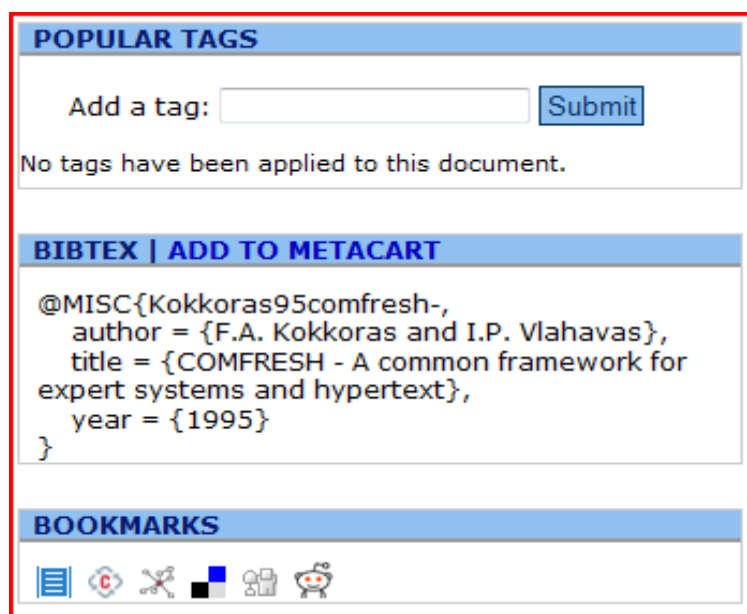 POPULAR TAGS
Add a tag: Submit
No tags have been applied to this document.
BIBTEX | ADD TO METACART
@MISC{Kokkoras95comfresh-,
author = {F.A. Kokkoras and I.P. Vlahavas},
title = {COMFRESH - A common framework for
expert systems and hypertext},
year = {1995}
}
BOOKMARKS
C